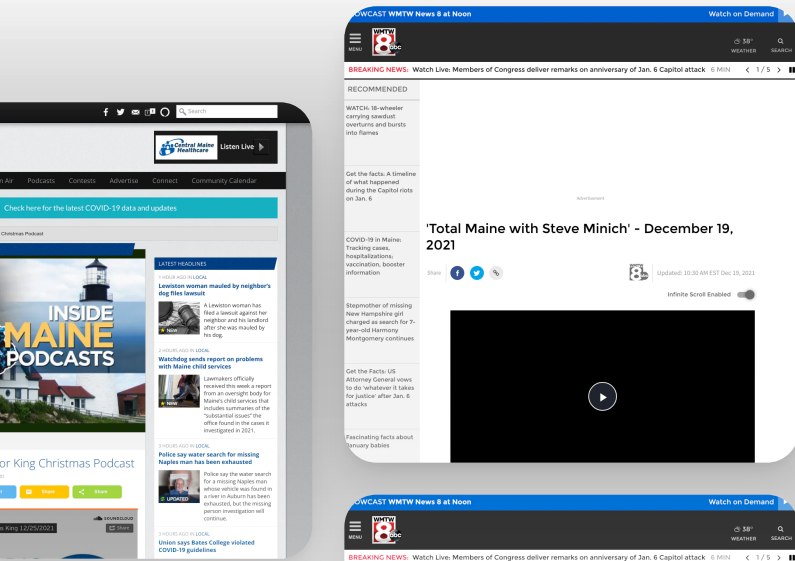 Search
Central Maine
Healthcare
Listen Live
n Air
Podcasts
Contests
Advertise
Connect
Community Calendar
Check here for the latest COVID-19 data and updates
Christmas Podcast
INSIDE
MAINE
PODCASTS
or King Christmas Podcast
Share
Share
SOUNDCLOUD
s King 12/25/2021
Share
LATEST HEADLINES
1 HOUR AGO IN LOCAL
Lewiston woman mauled by neighbor's
dog files lawsuit
NEW
A Lewiston woman has
filed a lawsuit against her
neighbor and his landlord
after she was mauled by
his dog.
2 HOURS AGO IN LOCAL
Watchdog sends report on problems
with Maine child services
NEW
Lawmakers officially
received this week a report
from an oversight body for
Maine's child services that
includes summaries of the
"substantial issues" the
office found in the cases it
investigated in 2021.
3 HOURS AGO IN LOCAL
Police say water search for missing
Naples man has been exhausted
UPDATED
Police say the water search
for a missing Naples man
whose vehicle was found in
a river in Auburn has been
exhausted, but the missing
person investigation will
continue.
3 HOURS AGO IN LOCAL
Union says Bates College violated
COVID-19 guidelines
OWCAST WMTW News 8 at Noon
Watch on Demand
MENU
WMTW
8
abc
38°
WEATHER
SEARCH
BREAKING NEWS: Watch Live: Members of Congress deliver remarks on anniversary of Jan. 6 Capitol attack 6 MIN
1 / 5
RECOMMENDED
WATCH: 18-wheeler
carrying sawdust
overturns and bursts
into flames
Get the facts: A timeline
of what happened
during the Capitol riots
on Jan. 6
COVID-19 in Maine:
Tracking cases,
hospitalizations,
vaccination, booster
information
Stepmother of missing
New Hampshire girl
charged as search for 7-
year-old Harmony
Montgomery continues
Get the Facts: US
Attorney General vows
to do 'whatever it takes
for justice' after Jan. 6
attacks
Fascinating facts about
January babies
Advertisement
'Total Maine with Steve Minich' - December 19,
2021
Share
8
Updated: 10:30 AM EST Dec 19, 2021
Infinite Scroll Enabled
OWCAST WMTW News 8 at Noon
Watch on Demand
MENU
WMTW
8
abc
38°
WEATHER
SEARCH
BREAKING NEWS: Watch Live: Members of Congress deliver remarks on anniversary of Jan. 6 Capitol attack 6 MIN
1 / 5